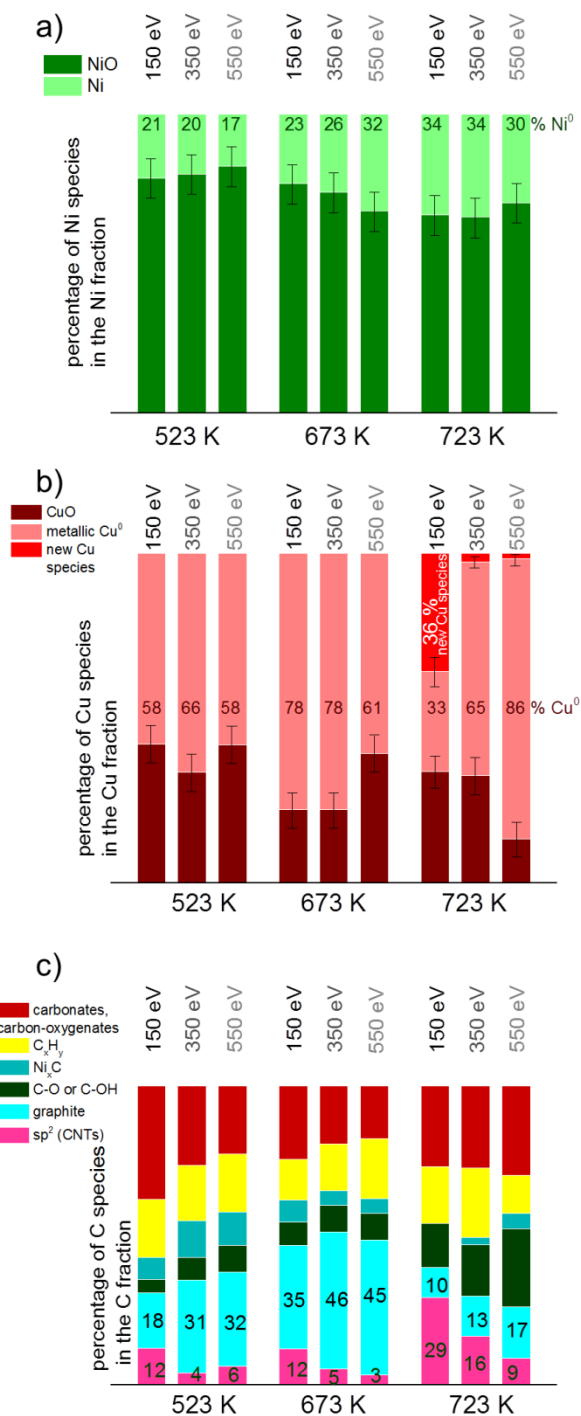 a)
150 eV
350 eV
550 eV
150 eV
350 eV
550 eV
150 eV
350 eV
550 eV
NiO
Ni
21 20 17 23 26 32 34 34 30 % Ni⁰
percentage of Ni species
in the Ni fraction
523 K 673 K 723 K
b)
150 eV
350 eV
550 eV
150 eV
350 eV
550 eV
150 eV
350 eV
550 eV
CuO
metallic Cu⁰
new Cu
species
36 %
new Cu species
58 66 58 78 78 61 33 65 86 % Cu⁰
percentage of Cu species
in the Cu fraction
523 K 673 K 723 K
c)
150 eV
350 eV
550 eV
150 eV
350 eV
550 eV
150 eV
350 eV
550 eV
carbonates,
carbon-oxygenates
CₓHᵧ
NiₓC
C-O or C-OH
graphite
sp² (CNTs)
percentage of C species
in the C fraction
18 31 32 35 46 45 10 13 17
12 4 6 12 5 3 29 16 9
523 K 673 K 723 K